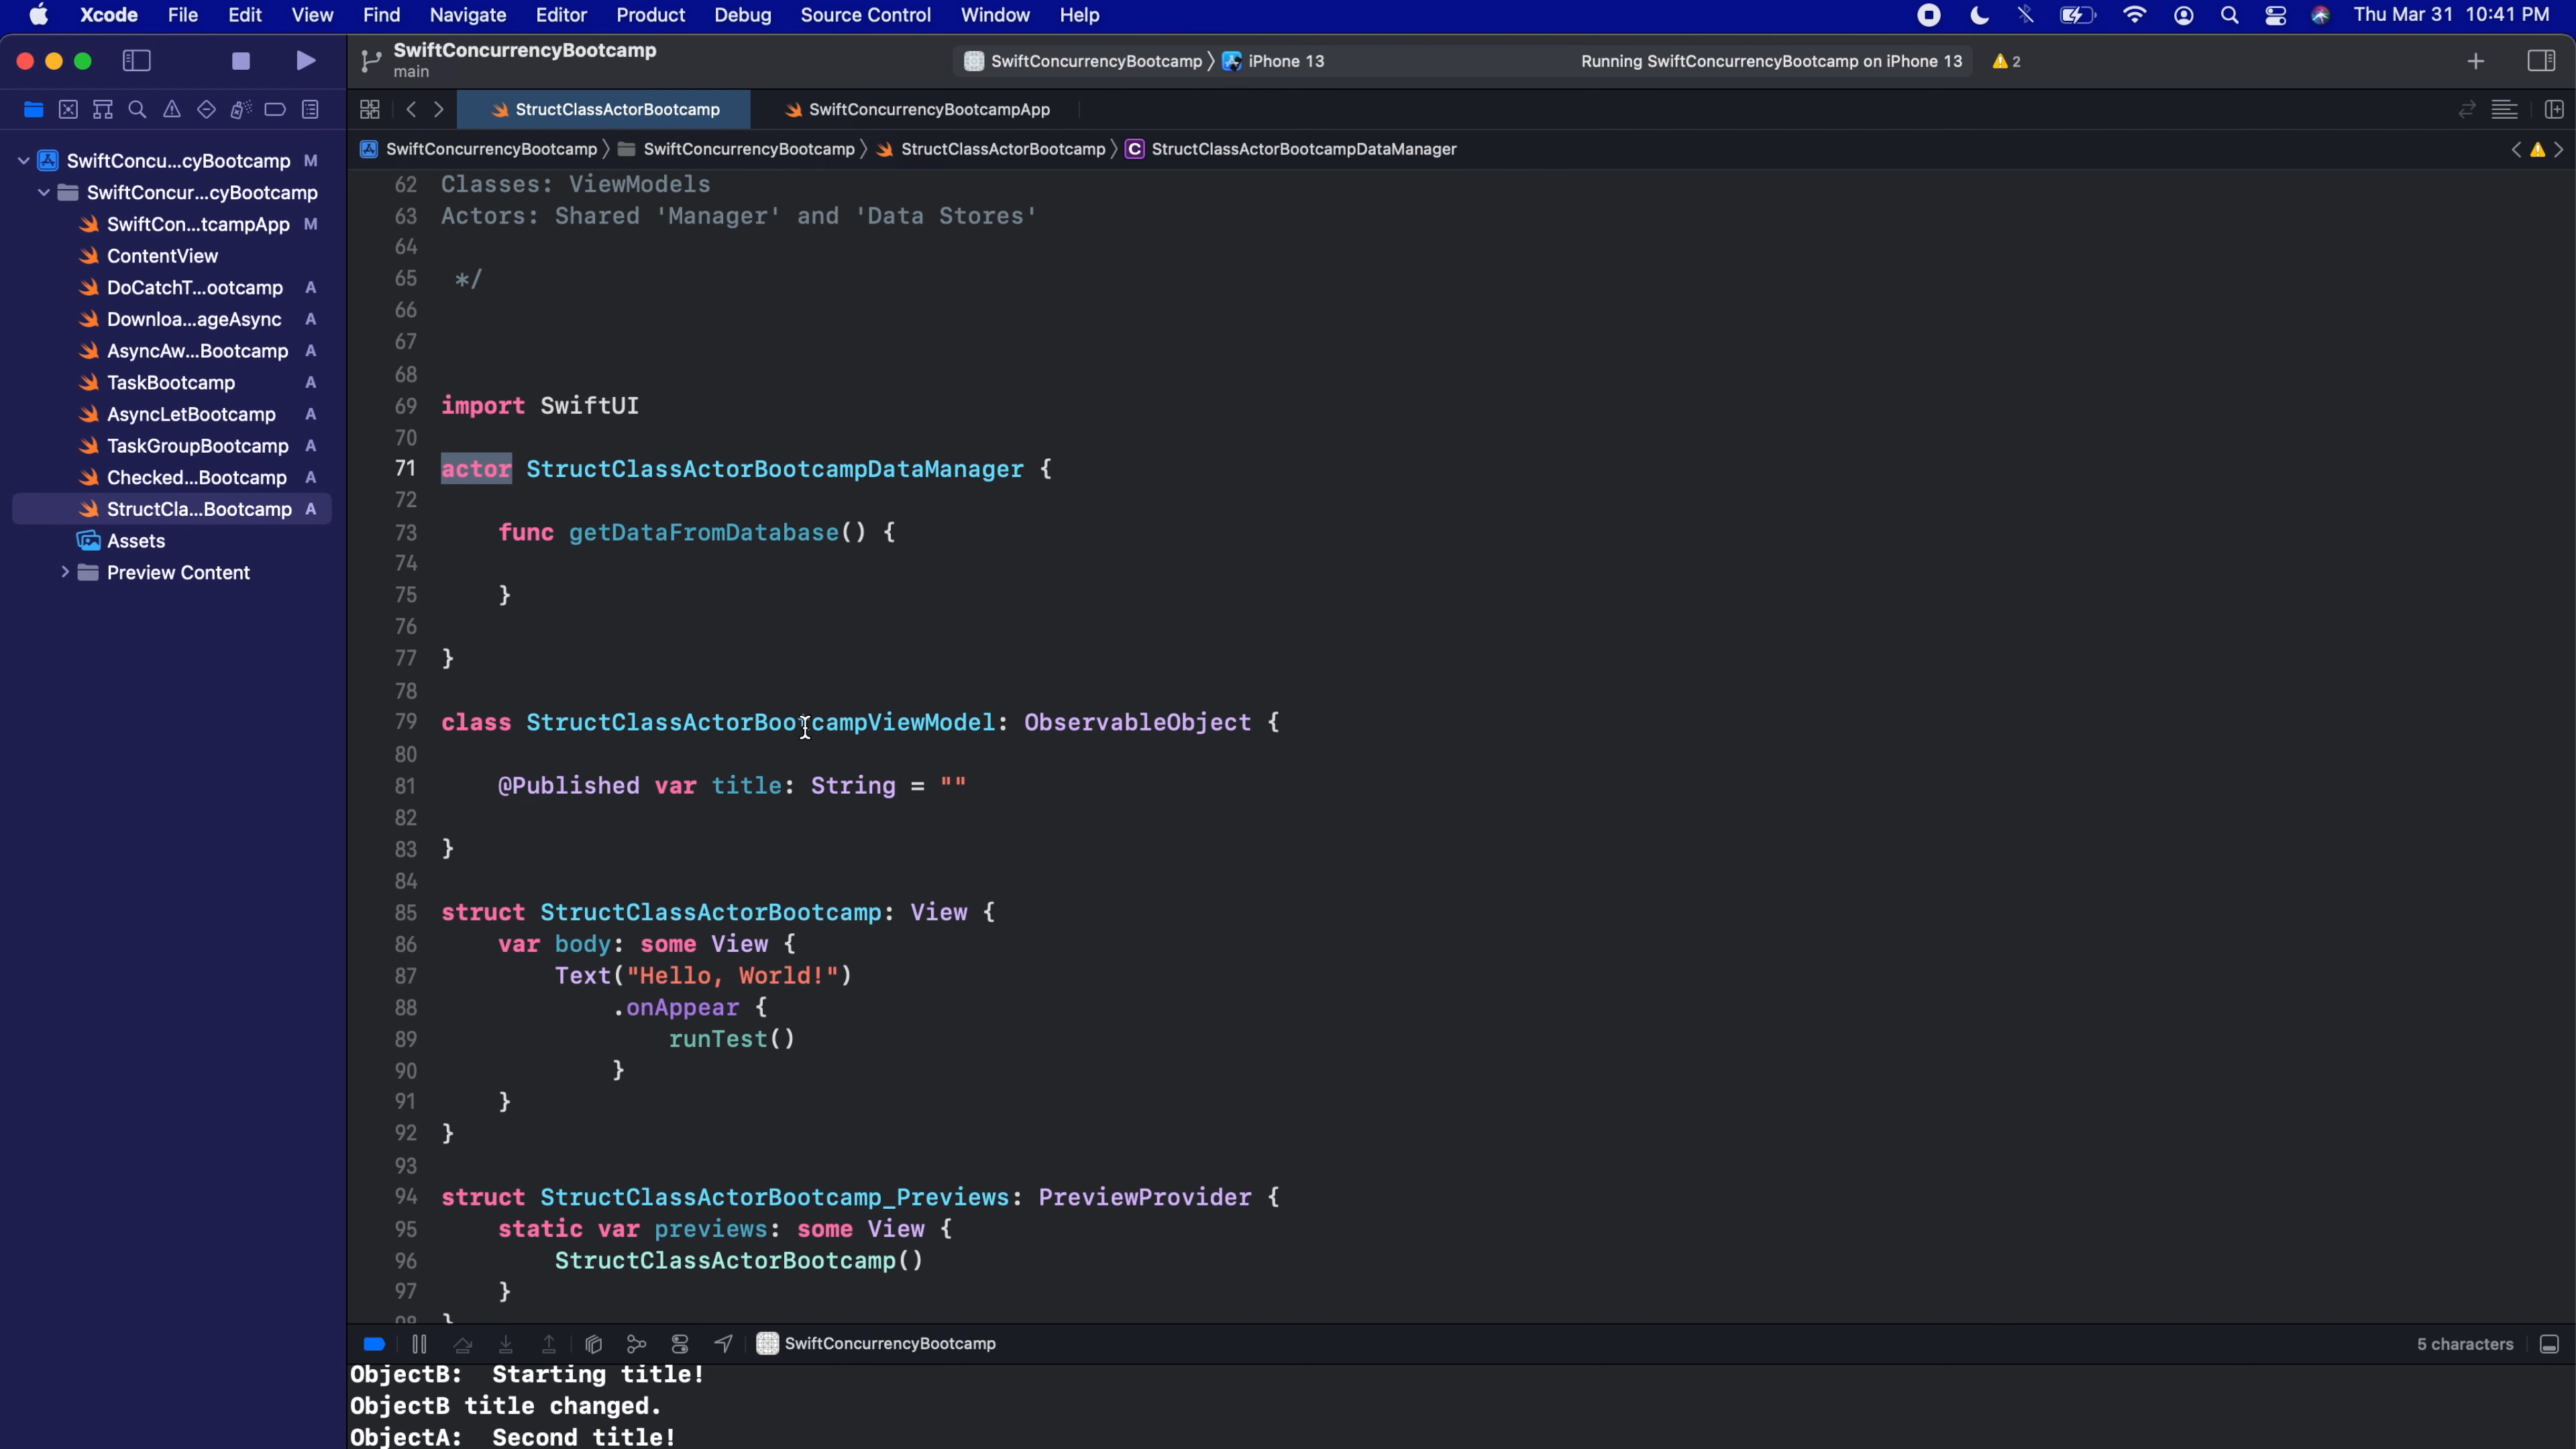 Xcode File Edit View Find Navigate Editor Product Debug Source Control Window Help Thu Mar 31 10:41 PM
SwiftConcurrencyBootcamp
main
SwiftConcurrencyBootcamp 〉 iPhone 13 Running SwiftConcurrencyBootcamp on iPhone 13 2
StructClassActorBootcamp SwiftConcurrencyBootcampApp
SwiftConcurrencyBootcamp 〉 SwiftConcurrencyBootcamp 〉 StructClassActorBootcamp 〉 C StructClassActorBootcampDataManager
SwiftConcu...cyBootcamp M
SwiftConcur...cyBootcamp
SwiftCon...tcampApp M
ContentView
DoCatchT...ootcamp A
Downloa...ageAsync A
AsyncAw...Bootcamp A
TaskBootcamp A
AsyncLetBootcamp A
TaskGroupBootcamp A
Checked...Bootcamp A
StructCla...Bootcamp A
Assets
Preview Content
62 Classes: ViewModels
63 Actors: Shared 'Manager' and 'Data Stores'
64
65 */
66
67
68
69 import SwiftUI
70
71 actor StructClassActorBootcampDataManager {
72
73 func getDataFromDatabase() {
74
75 }
76
77 }
78
79 class StructClassActorBootcampViewModel: ObservableObject {
80
81 @Published var title: String = ""
82
83 }
84
85 struct StructClassActorBootcamp: View {
86 var body: some View {
87 Text("Hello, World!")
88 .onAppear {
89 runTest()
90 }
91 }
92 }
93
94 struct StructClassActorBootcamp_Previews: PreviewProvider {
95 static var previews: some View {
96 StructClassActorBootcamp()
97 }
98 }
SwiftConcurrencyBootcamp 5 characters
ObjectB: Starting title!
ObjectB title changed.
ObjectA: Second title!